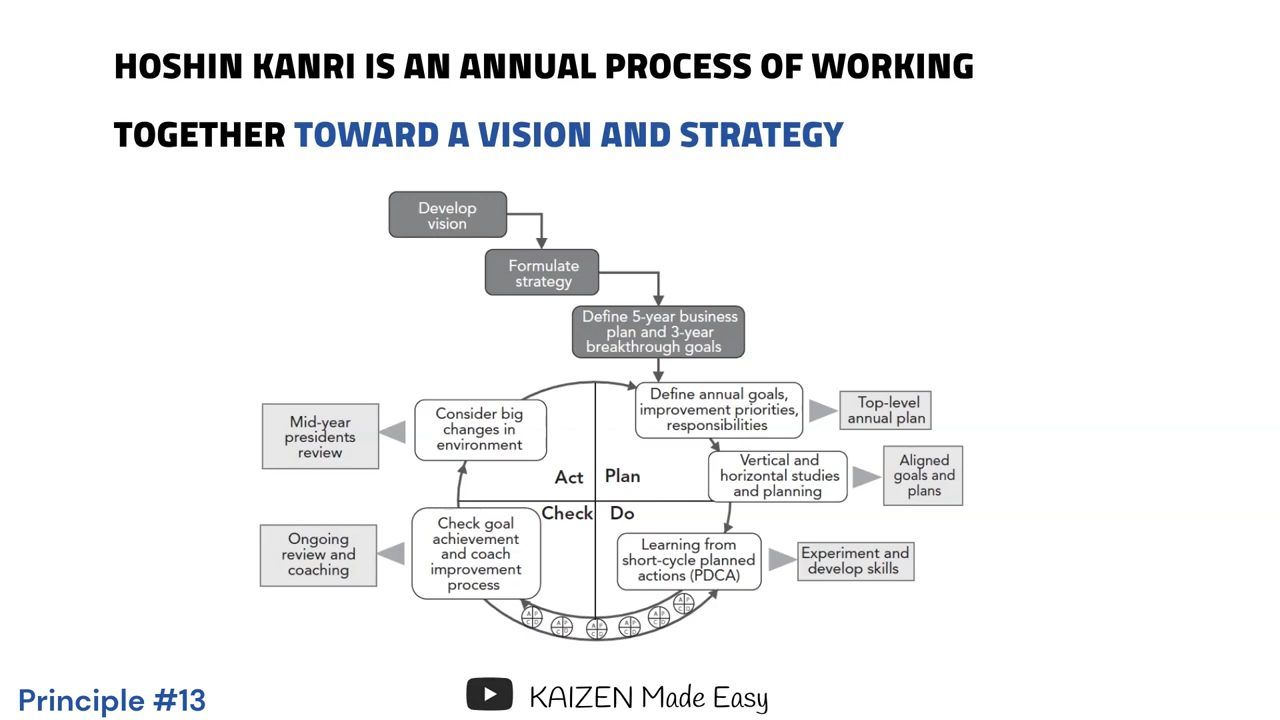 HOSHIN KANRI IS AN ANNUAL PROCESS OF WORKING
TOGETHER TOWARD A VISION AND STRATEGY
Develop
vision
Formulate
strategy
Define 5-year business
plan and 3-year
breakthrough goals
Define annual goals,
improvement priorities,
responsibilities
Top-level
annual plan
Vertical and
horizontal studies
and planning
Aligned
goals and
plans
Learning from
short-cycle planned
actions (PDCA)
Experiment and
develop skills
Check goal
achievement
and coach
improvement
process
Ongoing
review and
coaching
Consider big
changes in
environment
Mid-year
presidents
review
Act
Plan
Check
Do
A P
C D
A P
C D
A P
C D
A P
C D
A P
C D
A P
C D
Principle #13
KAIZEN Made Easy